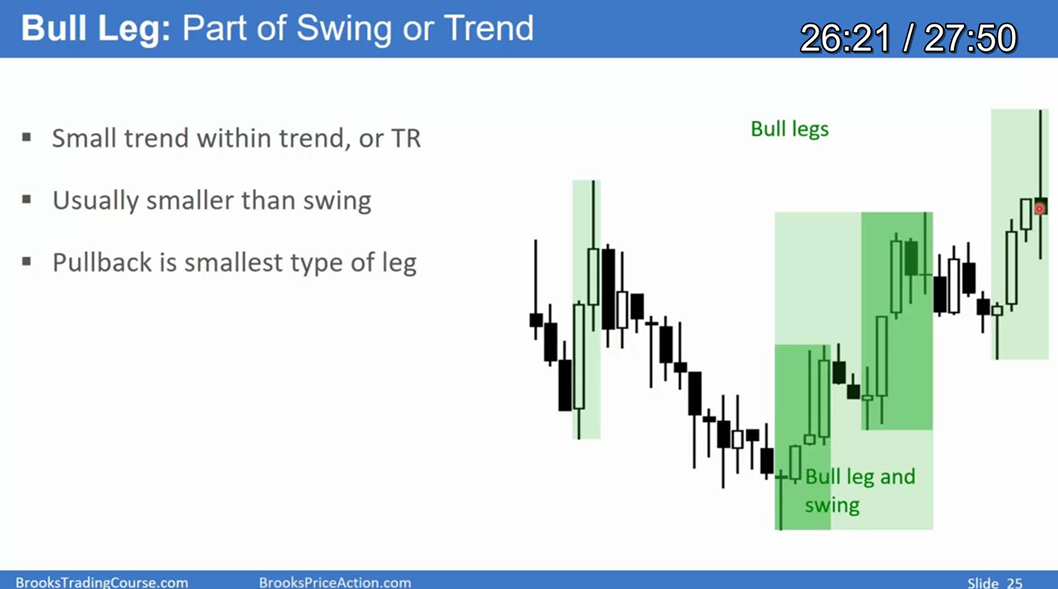 Bull Leg: Part of Swing or Trend
26:21 / 27:50
▪ Small trend within trend, or TR
▪ Usually smaller than swing
▪ Pullback is smallest type of leg
Bull legs
Bull leg and
swing
BrooksTradingCourse.com
BrooksPriceAction.com
Slide 25